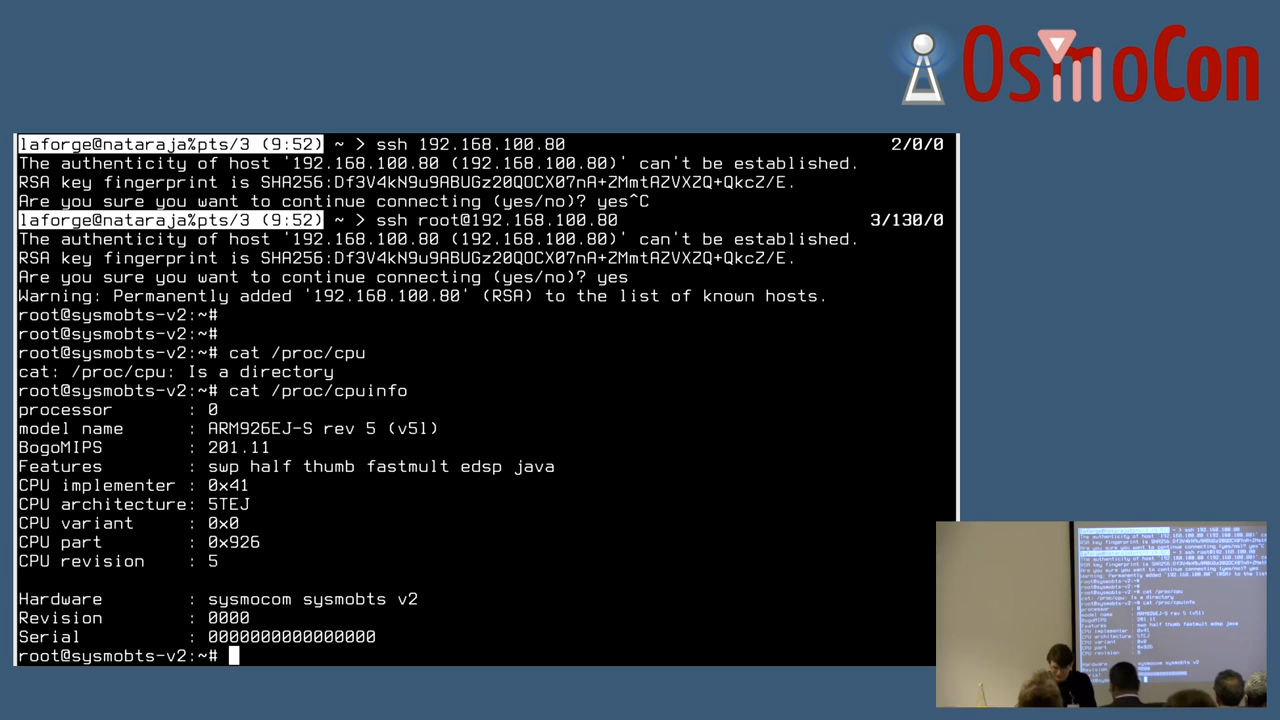 OsmoCon
laforge@nataraja%pts/3 (9:52) ~ > ssh 192.168.100.80 2/0/0
The authenticity of host '192.168.100.80 (192.168.100.80)' can't be established.
RSA key fingerprint is SHA256:Df3V4kN9u9ABUGz20QOCX07nA+ZMmtAZVXZQ+QkcZ/E.
Are you sure you want to continue connecting (yes/no)? yes^C
laforge@nataraja%pts/3 (9:52) ~ > ssh root@192.168.100.80 3/130/0
The authenticity of host '192.168.100.80 (192.168.100.80)' can't be established.
RSA key fingerprint is SHA256:Df3V4kN9u9ABUGz20QOCX07nA+ZMmtAZVXZQ+QkcZ/E.
Are you sure you want to continue connecting (yes/no)? yes
Warning: Permanently added '192.168.100.80' (RSA) to the list of known hosts.
root@sysmobts-v2:~#
root@sysmobts-v2:~#
root@sysmobts-v2:~# cat /proc/cpu
cat: /proc/cpu: Is a directory
root@sysmobts-v2:~# cat /proc/cpuinfo
processor : 0
model name : ARM926EJ-S rev 5 (v5l)
BogoMIPS : 201.11
Features : swp half thumb fastmult edsp java
CPU implementer : 0x41
CPU architecture: 5TEJ
CPU variant : 0x0
CPU part : 0x926
CPU revision : 5
Hardware : sysmocom sysmobts v2
Revision : 0000
Serial : 0000000000000000
root@sysmobts-v2:~#